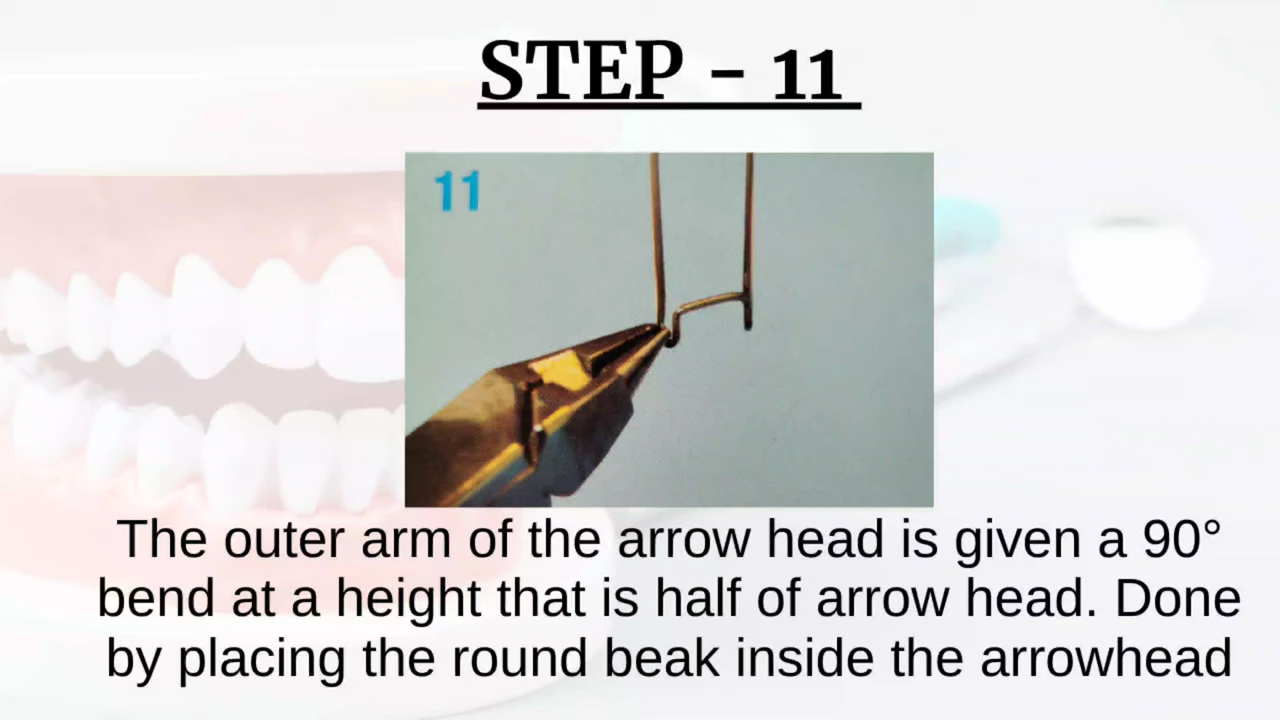 STEP - 11
11
The outer arm of the arrow head is given a 90°
bend at a height that is half of arrow head. Done
by placing the round beak inside the arrowhead